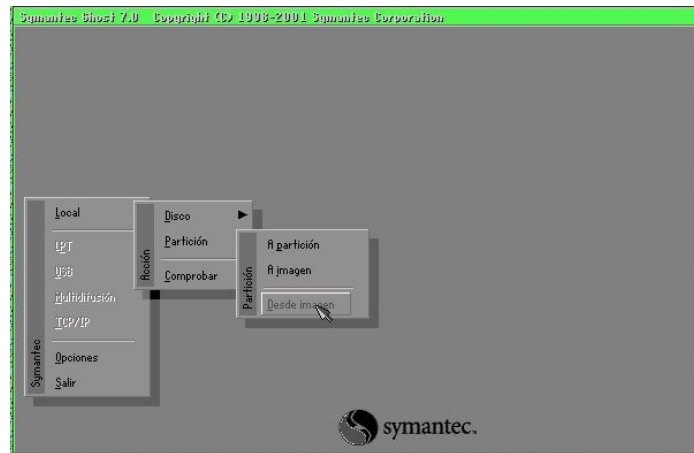 Symantec Ghost 7.0 Copyright (C) 1998-2001 Symantec Corporation
Local
LPT
USB
Multidifusión
TCP/IP
Opciones
Salir
Symantec
Disco
Partición
Comprobar
Acción
A partición
A imagen
Desde imagen
Partición
symantec.